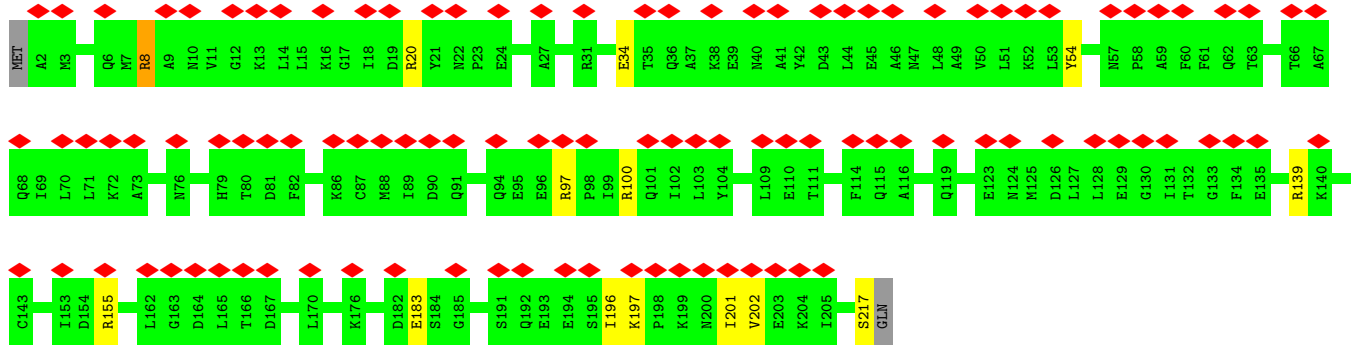 MET A2 M3 Q6 M7 R8 A9 N10 V11 G12 K13 L14 L15 K16 G17 I18 D19 R20 Y21 N22 P23 E24 A27 R31 E34 T35 Q36 A37 K38 E39 N40 A41 Y42 D43 L44 E45 A46 N47 L48 A49 V50 L51 K52 L53 Y54 N57 P58 A59 F60 F61 Q62 T63 T66 A67
Q68 I69 L70 L71 K72 A73 N76 H79 T80 D81 F82 K86 C87 M88 I89 D90 Q91 Q94 E95 E96 R97 P98 I99 R100 Q101 I102 L103 Y104 L109 E110 T111 F114 Q115 A116 Q119 E123 N124 M125 D126 L127 L128 E129 G130 I131 T132 G133 F134 E135 R139 K140
C143 I153 D154 R155 L162 G163 D164 L165 T166 D167 L170 K176 D182 E183 S184 G185 S191 Q192 E193 E194 S195 I196 K197 P198 K199 N200 I201 V202 E203 K204 I205 S217 GLN